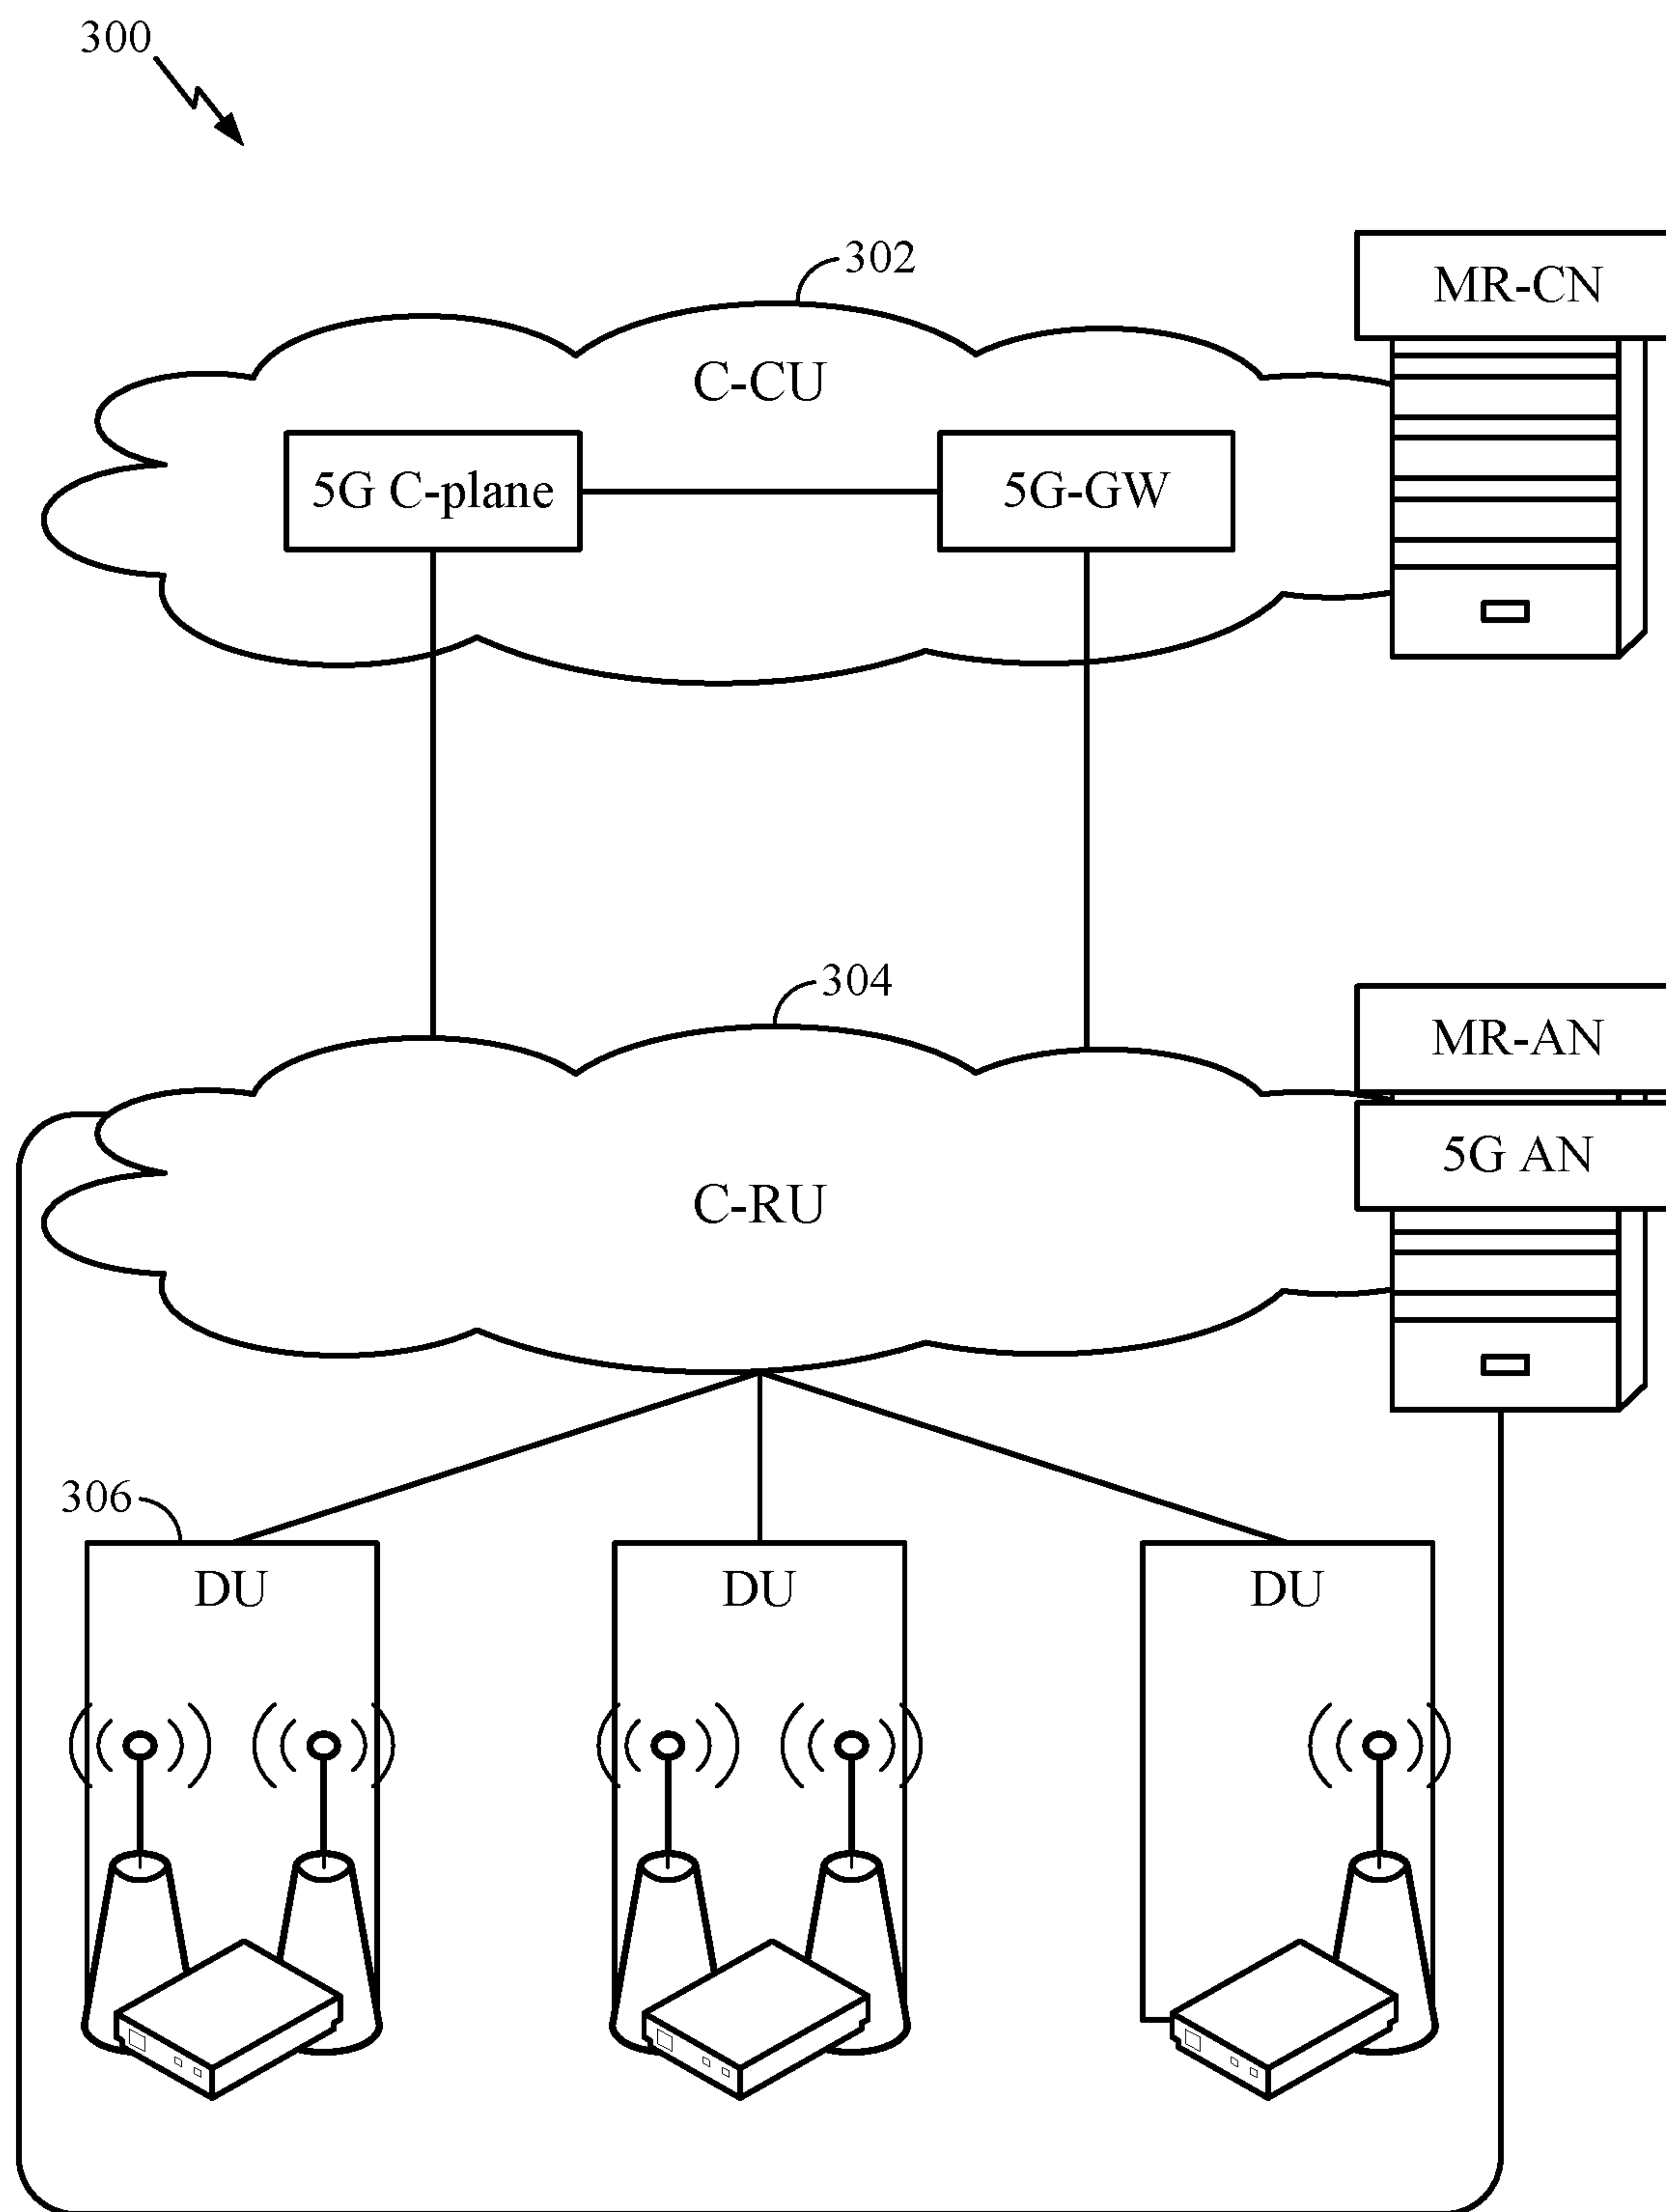 300
302
MR-CN
C-CU
5G C-plane
5G-GW
304
MR-AN
5G AN
C-RU
306
DU
DU
DU